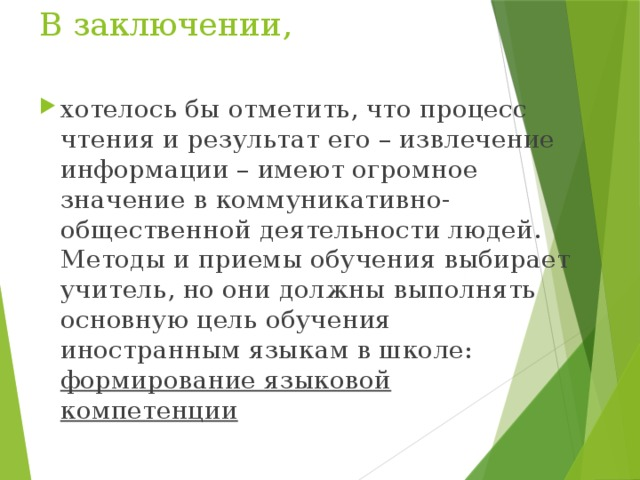 В заключении,
хотелось бы отметить, что процесс
чтения и результат его – извлечение
информации – имеют огромное
значение в коммуникативно-
общественной деятельности людей.
Методы и приемы обучения выбирает
учитель, но они должны выполнять
основную цель обучения
иностранным языкам в школе:
формирование языковой
компетенции